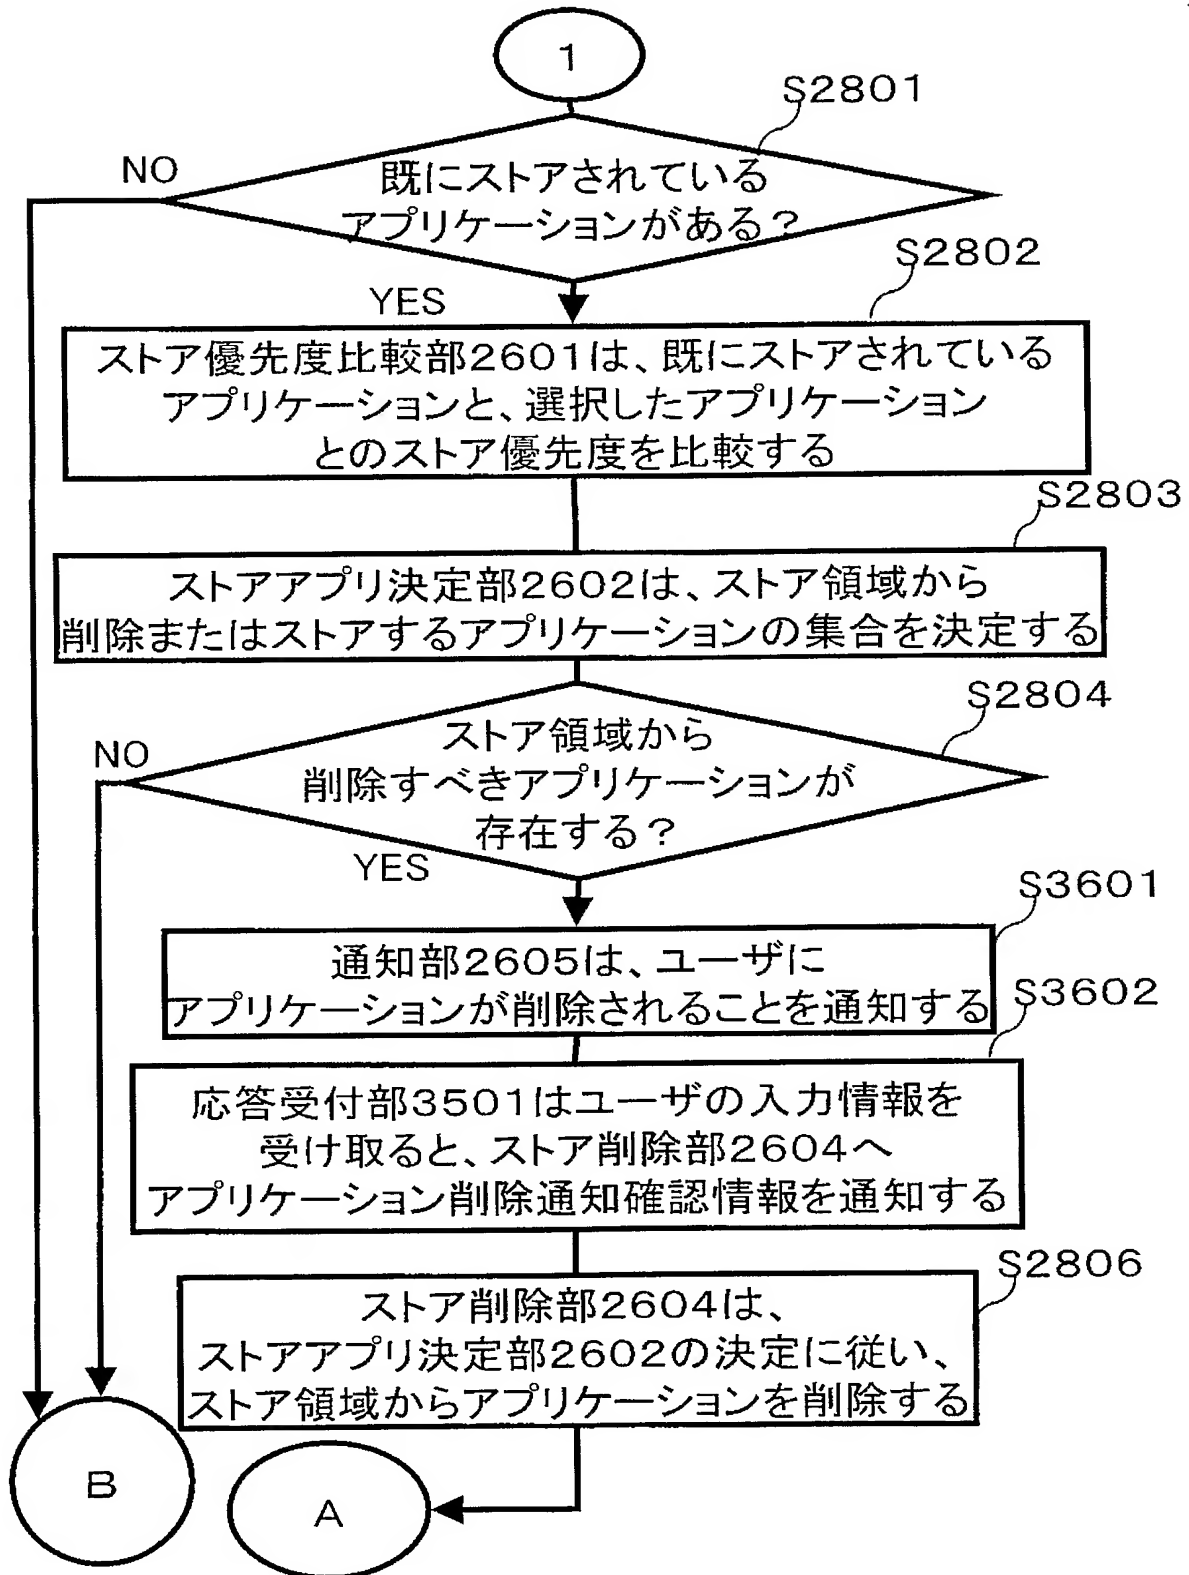 1
S2801
NO
既にストアされている
アプリケーションがある？
S2802
YES
ストア優先度比較部2601は、既にストアされている
アプリケーションと、選択したアプリケーション
とのストア優先度を比較する
S2803
ストアアプリ決定部2602は、ストア領域から
削除またはストアするアプリケーションの集合を決定する
S2804
NO
ストア領域から
削除すべきアプリケーションが
存在する？
YES
S3601
通知部2605は、ユーザに
アプリケーションが削除されることを通知する
S3602
応答受付部3501はユーザの入力情報を
受け取ると、ストア削除部2604へ
アプリケーション削除通知確認情報を通知する
S2806
ストア削除部2604は、
ストアアプリ決定部2602の決定に従い、
ストア領域からアプリケーションを削除する
B
A